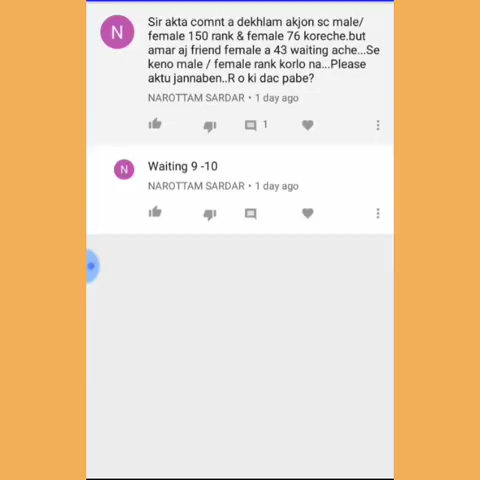 N
Sir akta comnt a dekhlam akjon sc male/
female 150 rank & female 76 koreche.but
amar aj friend female a 43 waiting ache...Se
keno male / female rank korlo na...Please
aktu jannaben..R o ki dac pabe?
NAROTTAM SARDAR • 1 day ago
1
N
Waiting 9 -10
NAROTTAM SARDAR • 1 day ago